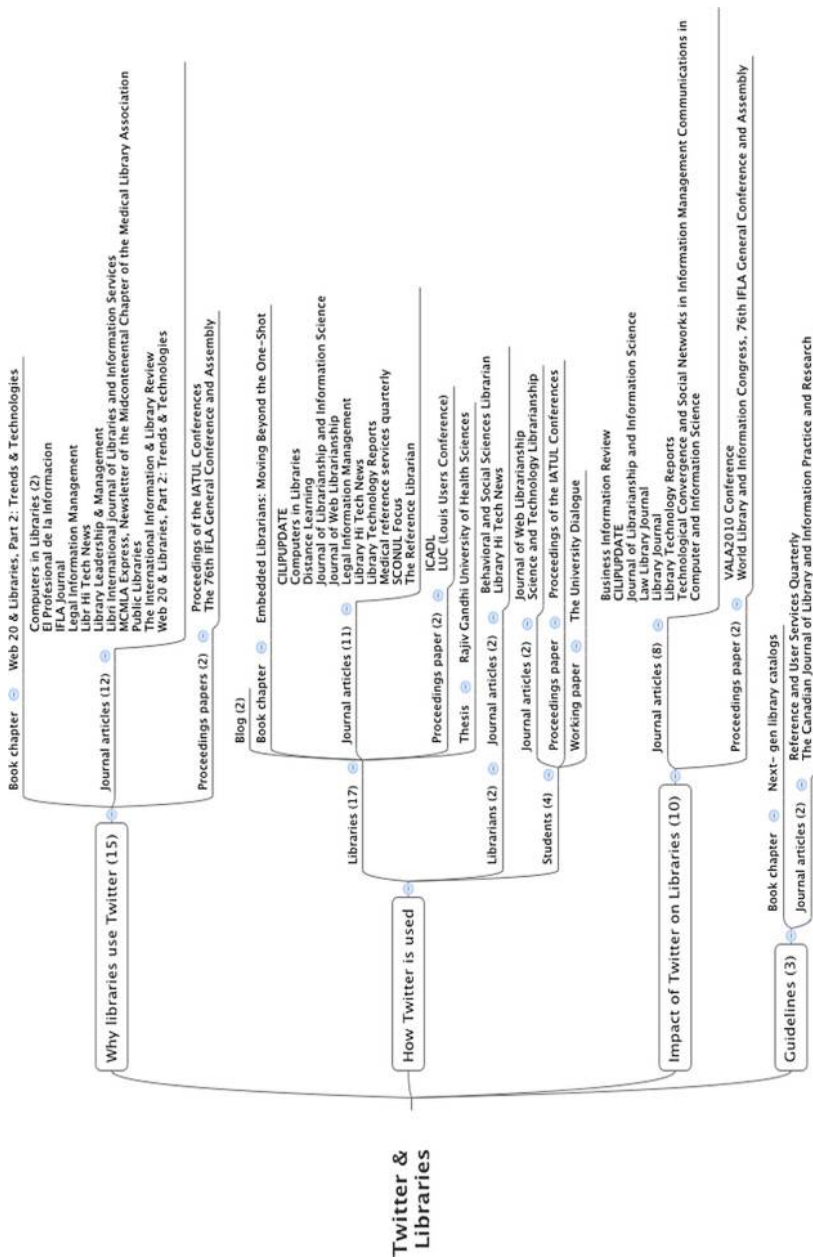 Twitter &
Libraries
Why libraries use Twitter (15)
Book chapter
Web 20 & Libraries, Part 2: Trends & Technologies
Journal articles (12)
Computers in Libraries (2)
El Profesional de la Informacion
IFLA Journal
Legal Information Management
Libr Hi Tech News
Library Leadership & Management
Libri International Journal of Libraries and Information Services
MCMLA Express, Newsletter of the Midcontenental Chapter of the Medical Library Association
Public Libraries
The International Information & Library Review
Web 20 & Libraries, Part 2: Trends & Technologies
Proceedings papers (2)
Proceedings of the IATUL Conferences
The 76th IFLA General Conference and Assembly
How Twitter is used
Libraries (17)
Blog (2)
Book chapter
Embedded Librarians: Moving Beyond the One-Shot
Journal articles (11)
CILIPUPDATE
Computers in Libraries
Distance Learning
Journal of Librarianship and Information Science
Journal of Web Librarianship
Legal Information Management
Library Hi Tech News
Library Technology Reports
Medical reference services quarterly
SCONUL Focus
The Reference Librarian
Proceedings paper (2)
ICADL
LUC (Louis Users Conference)
Thesis
Rajiv Gandhi University of Health Sciences
Librarians (2)
Journal articles (2)
Behavioral and Social Sciences Librarian
Library Hi Tech News
Students (4)
Journal articles (2)
Journal of Web Librarianship
Science and Technology Librarianship
Proceedings paper
Proceedings of the IATUL Conferences
Working paper
The University Dialogue
Impact of Twitter on Libraries (10)
Journal articles (8)
Business Information Review
CILIPUPDATE
Journal of Librarianship and Information Science
Law Library Journal
Library Journal
Library Technology Reports
Technological Convergence and Social Networks in Information Management Communications in
Computer and Information Science
Proceedings paper (2)
VALA2010 Conference
World Library and Information Congress, 76th IFLA General Conference and Assembly
Guidelines (3)
Book chapter
Next- gen library catalogs
Journal articles (2)
Reference and User Services Quarterly
The Canadian Journal of Library and Information Practice and Research